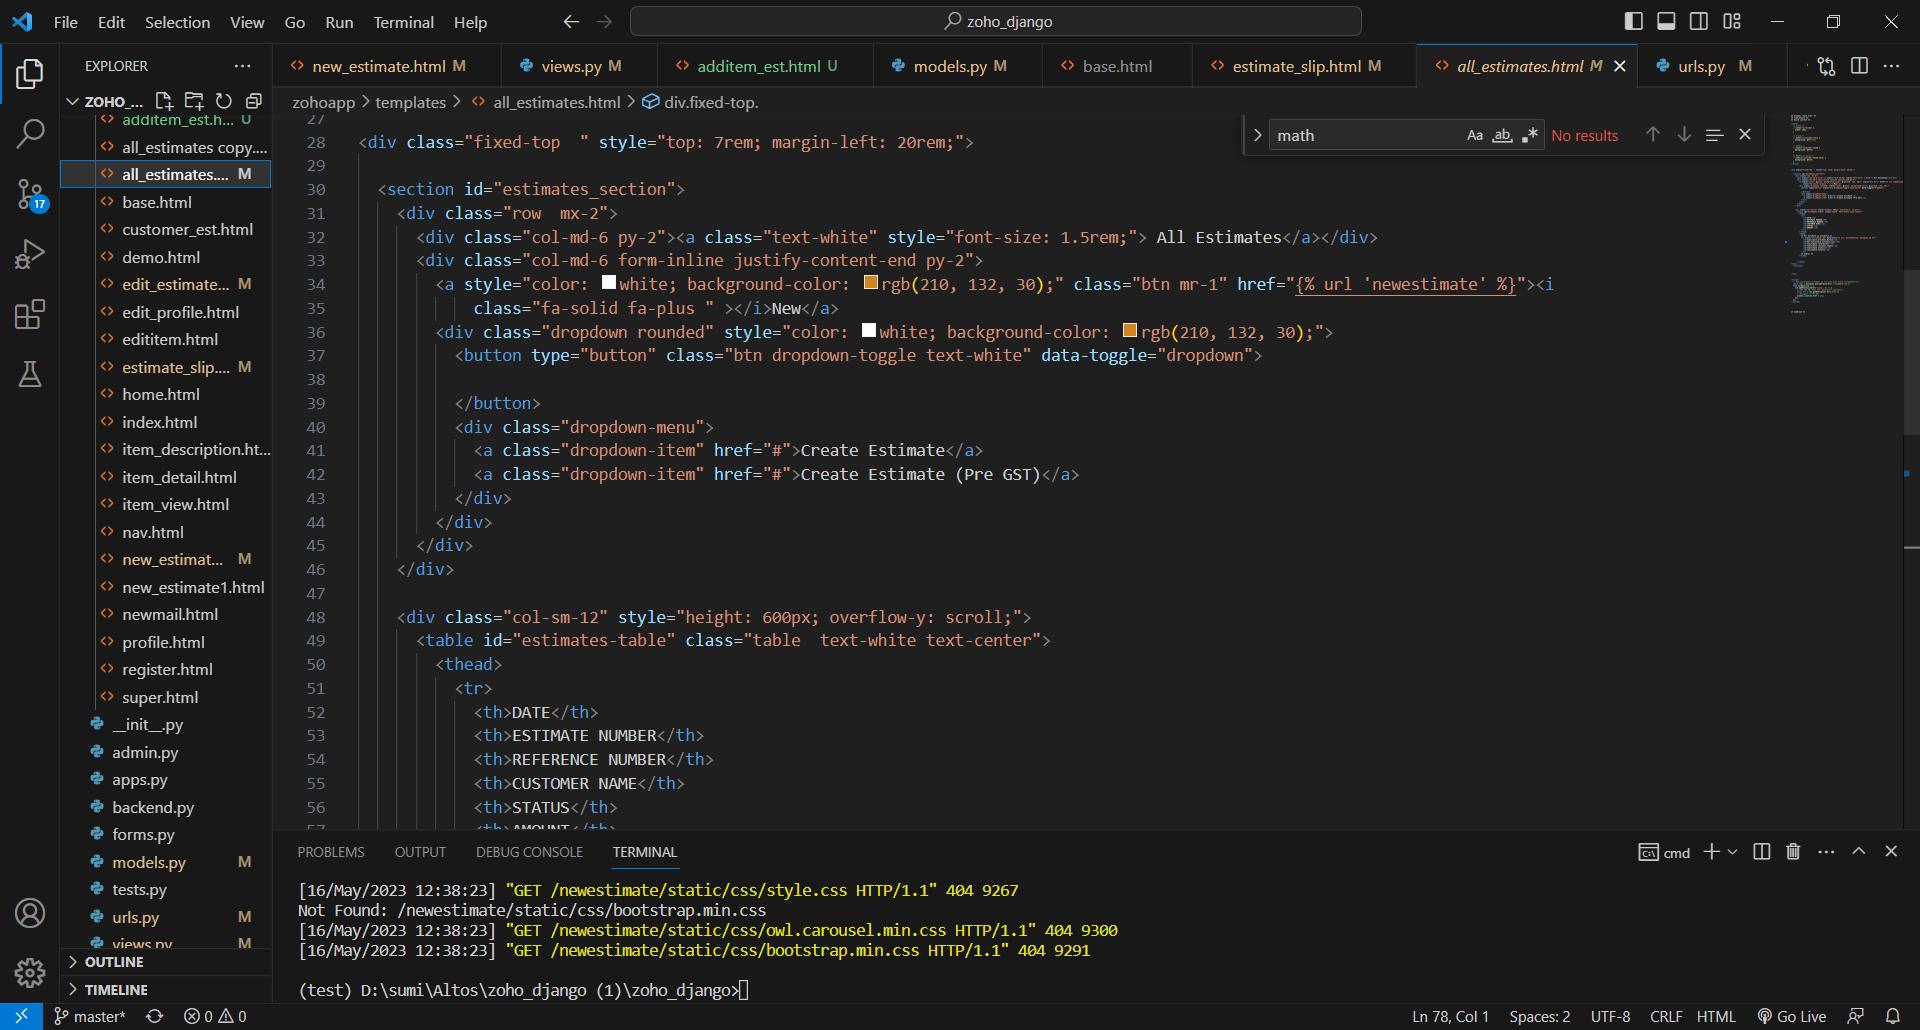 File Edit Selection View Go Run Terminal Help
zoho_django
EXPLORER
ZOHO_...
additem_est.h... U
all_estimates copy....
all_estimates.... M
base.html
customer_est.html
demo.html
edit_estimate... M
edit_profile.html
edititem.html
estimate_slip.... M
home.html
index.html
item_description.ht...
item_detail.html
item_view.html
nav.html
new_estimat... M
new_estimate1.html
newmail.html
profile.html
register.html
super.html
__init__.py
admin.py
apps.py
backend.py
forms.py
models.py M
tests.py
urls.py M
views.py M
OUTLINE
TIMELINE
17
new_estimate.html M views.py M additem_est.html U models.py M base.html estimate_slip.html M all_estimates.html M urls.py M
zohoapp > templates > all_estimates.html > div.fixed-top.
math Aa ab No results
27
28 <div class="fixed-top  " style="top: 7rem; margin-left: 20rem;">
29
30 <section id="estimates_section">
31 <div class="row  mx-2">
32 <div class="col-md-6 py-2"><a class="text-white" style="font-size: 1.5rem;"> All Estimates</a></div>
33 <div class="col-md-6 form-inline justify-content-end py-2">
34 <a style="color: white; background-color: rgb(210, 132, 30);" class="btn mr-1" href="{% url 'newestimate' %}"><i
35 class="fa-solid fa-plus " ></i>New</a>
36 <div class="dropdown rounded" style="color: white; background-color: rgb(210, 132, 30);">
37 <button type="button" class="btn dropdown-toggle text-white" data-toggle="dropdown">
38
39 </button>
40 <div class="dropdown-menu">
41 <a class="dropdown-item" href="#">Create Estimate</a>
42 <a class="dropdown-item" href="#">Create Estimate (Pre GST)</a>
43 </div>
44 </div>
45 </div>
46 </div>
47
48 <div class="col-sm-12" style="height: 600px; overflow-y: scroll;">
49 <table id="estimates-table" class="table  text-white text-center">
50 <thead>
51 <tr>
52 <th>DATE</th>
53 <th>ESTIMATE NUMBER</th>
54 <th>REFERENCE NUMBER</th>
55 <th>CUSTOMER NAME</th>
56 <th>STATUS</th>
57 <th>AMOUNT</th>
PROBLEMS OUTPUT DEBUG CONSOLE TERMINAL
cmd
[16/May/2023 12:38:23] "GET /newestimate/static/css/style.css HTTP/1.1" 404 9267
Not Found: /newestimate/static/css/bootstrap.min.css
[16/May/2023 12:38:23] "GET /newestimate/static/css/owl.carousel.min.css HTTP/1.1" 404 9300
[16/May/2023 12:38:23] "GET /newestimate/static/css/bootstrap.min.css HTTP/1.1" 404 9291
(test) D:\sumi\Altos\zoho_django (1)\zoho_django>
master* 0 0 Ln 78, Col 1 Spaces: 2 UTF-8 CRLF HTML Go Live